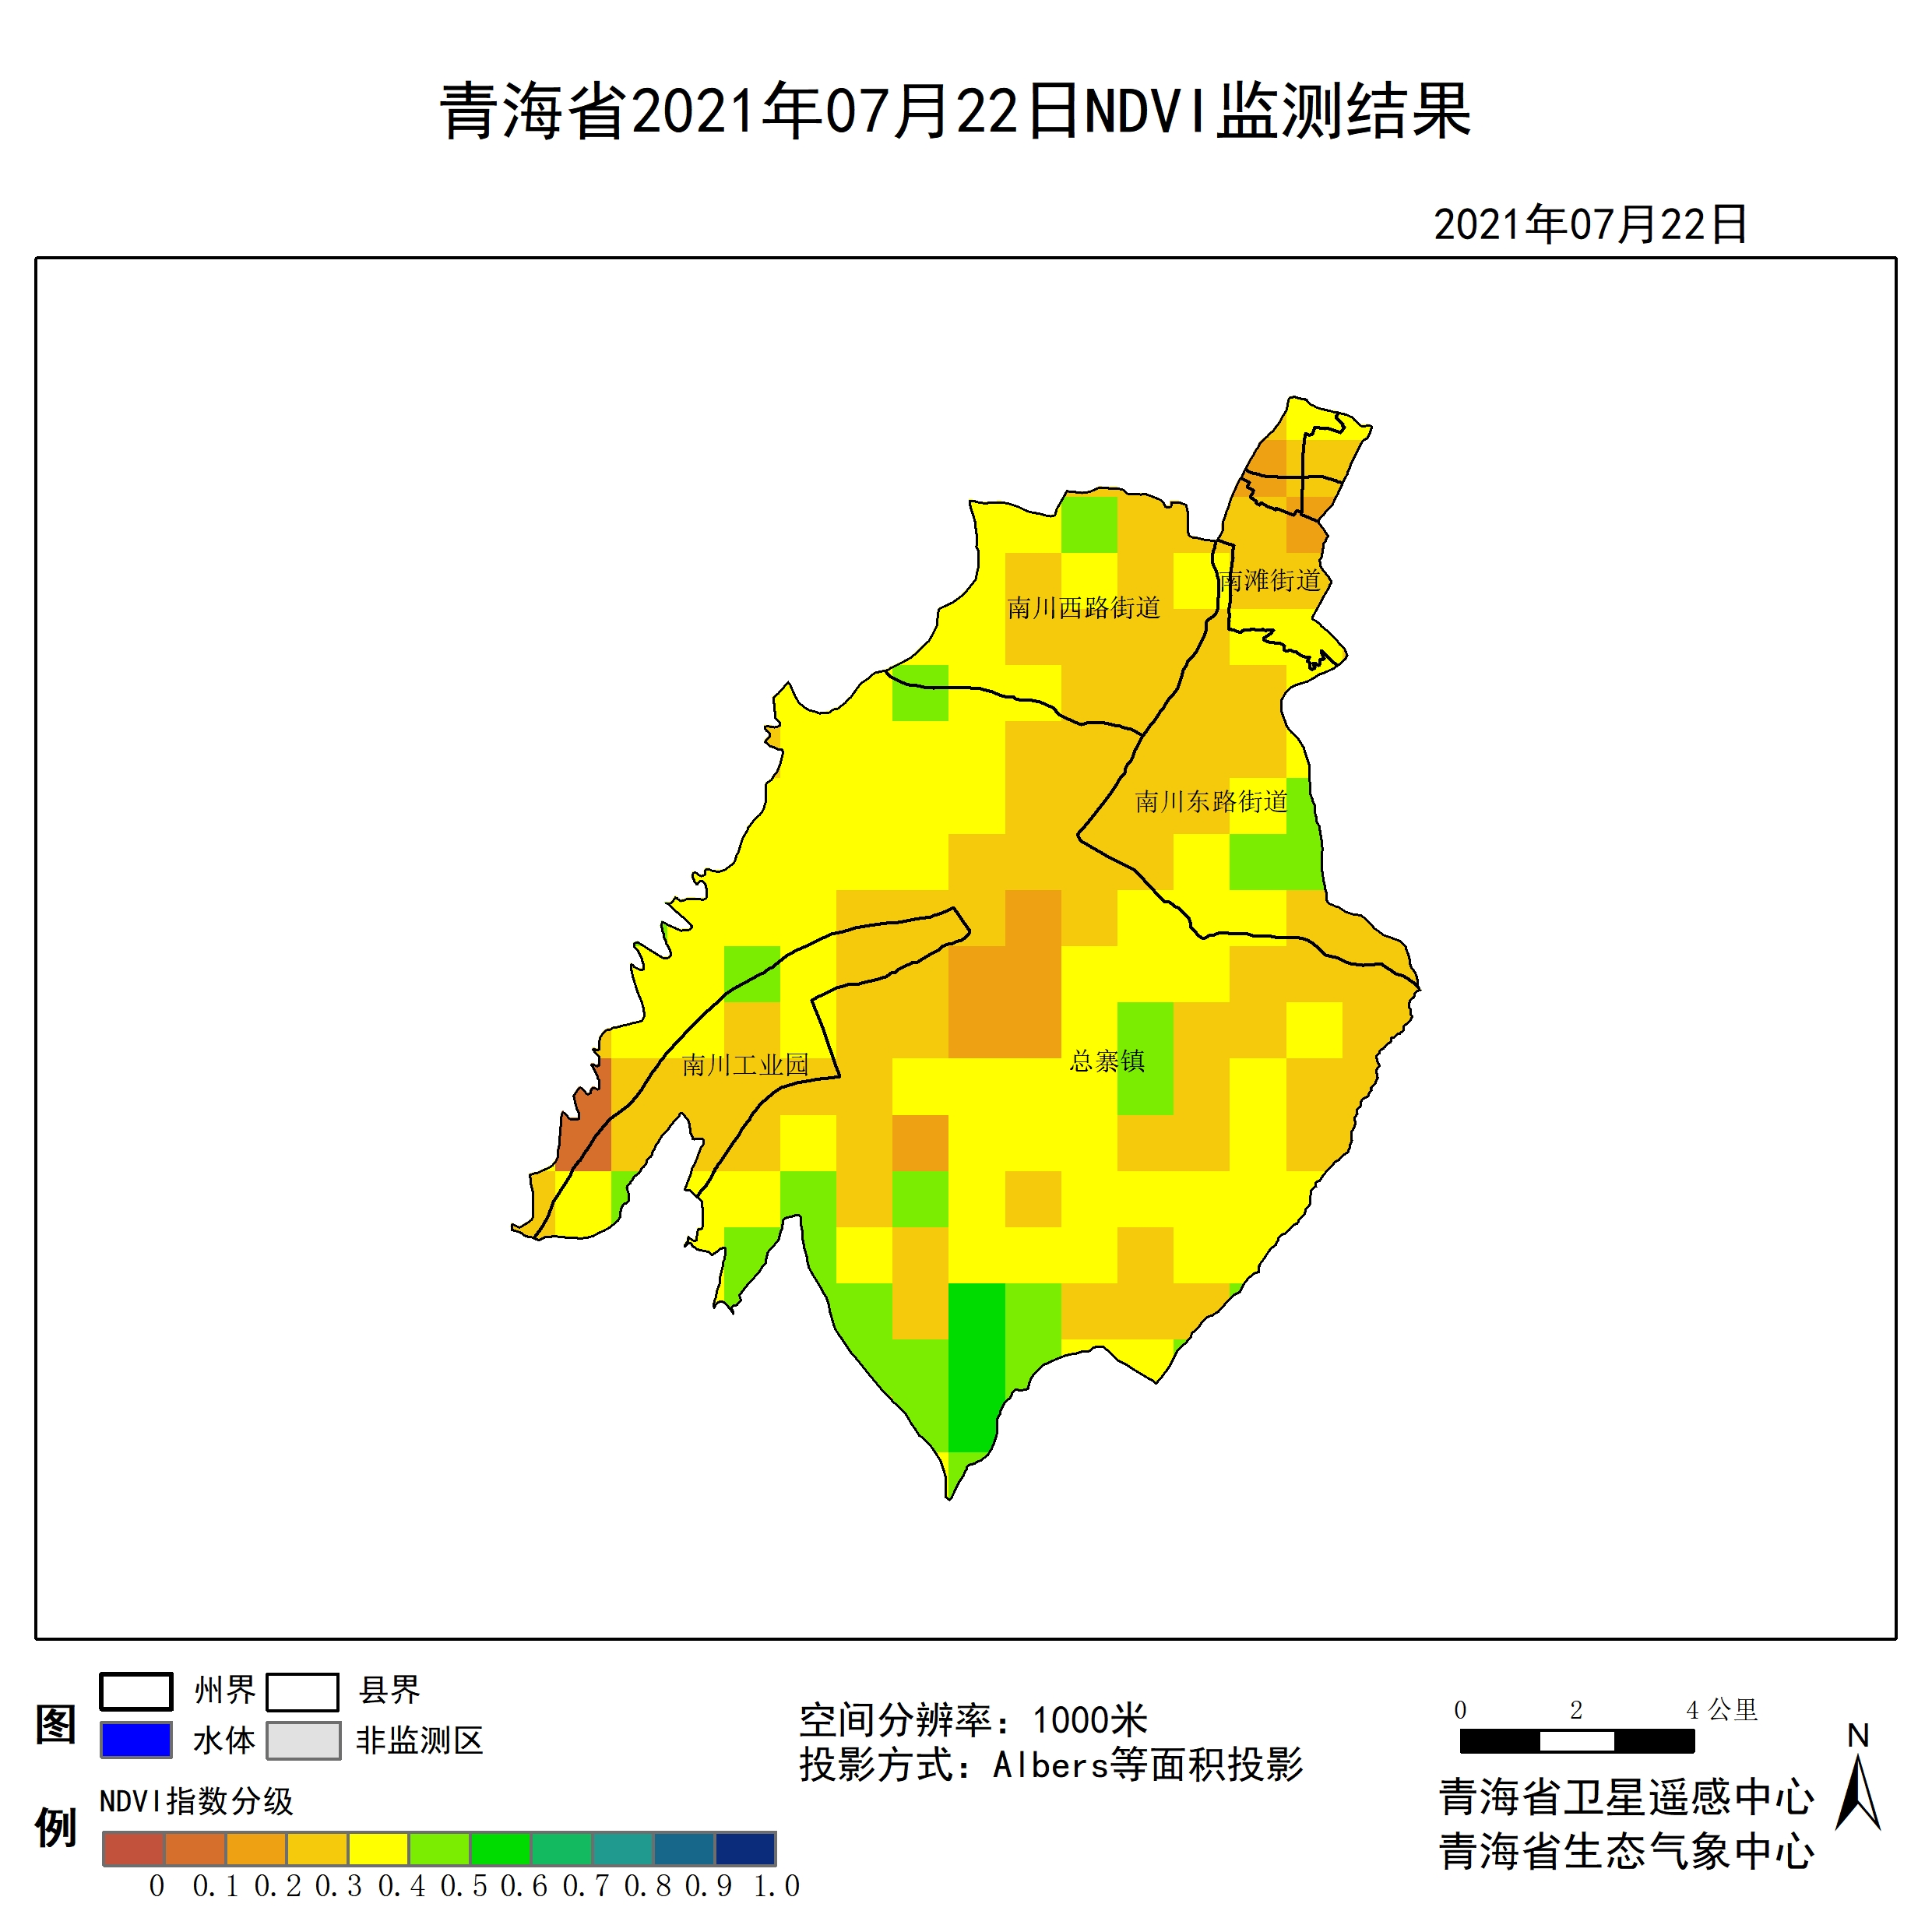 青海省2021年07月22日NDVI监测结果
2021年07月22日
南滩街道
南川西路街道
南川东路街道
南川工业园
总寨镇
图例
州界 县界
水体 非监测区
NDVI指数分级
0 0.1 0.2 0.3 0.4 0.5 0.6 0.7 0.8 0.9 1.0
空间分辨率：1000米
投影方式：Albers等面积投影
0 2 4 公里
N
青海省卫星遥感中心
青海省生态气象中心